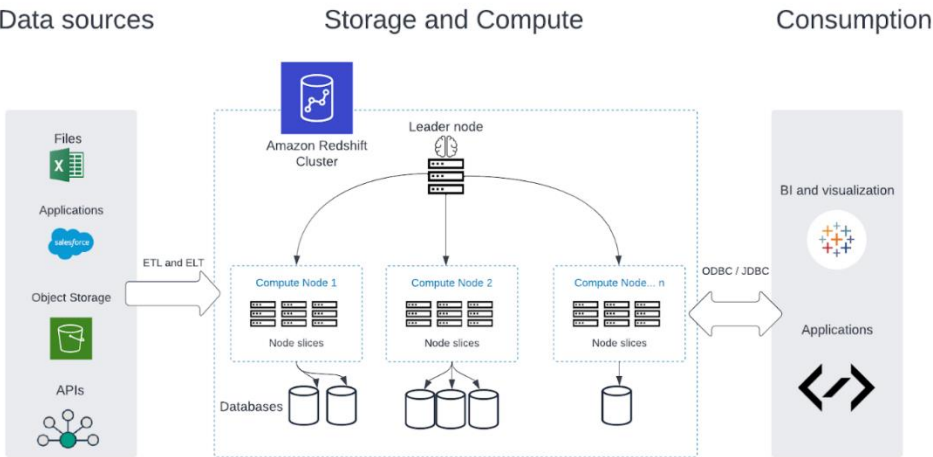 Data sources
Storage and Compute
Consumption
Amazon Redshift
Cluster
Leader node
Files
X
Applications
salesforce
Object Storage
APIs
ETL and ELT
Compute Node 1
Compute Node 2
Compute Node... n
Node slices
Node slices
Node slices
Databases
ODBC / JDBC
BI and visualization
Applications